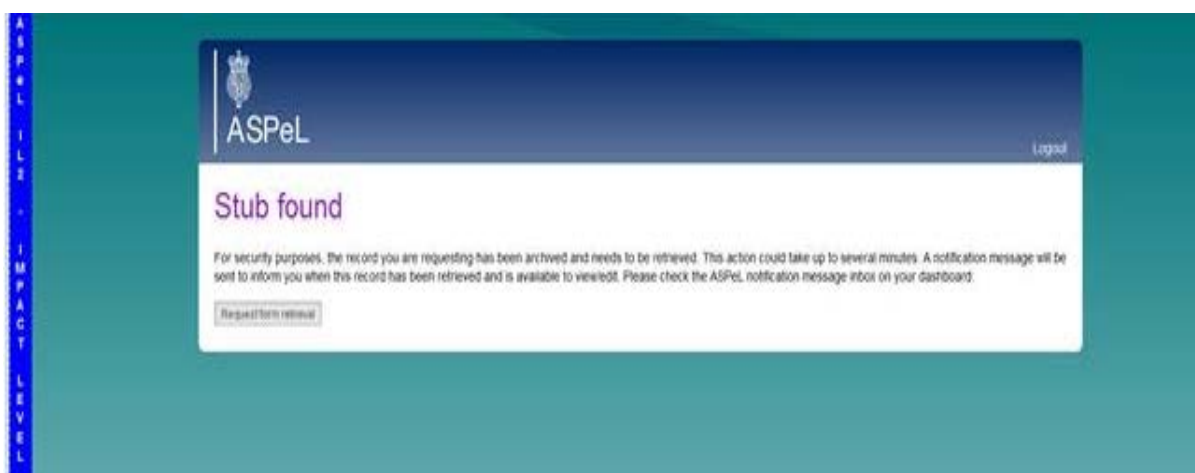 ASPeL IL2 - IMPACT LEVEL
ASPeL
Logout
Stub found
For security purposes, the record you are requesting has been archived and needs to be retrieved. This action could take up to several minutes. A notification message will be
sent to inform you when this record has been retrieved and is available to view/edit. Please check the ASPeL notification message inbox on your dashboard.
Request form retrieval